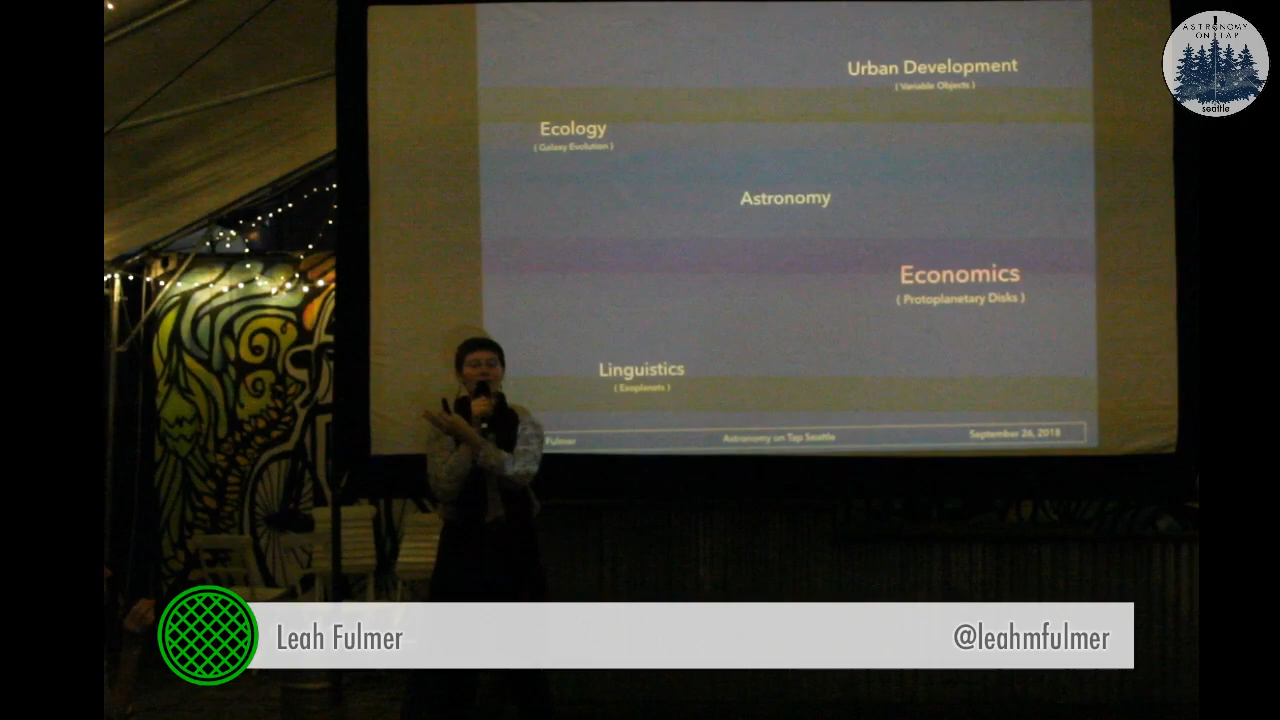 ASTRONOMY
ON TAP
seattle
Urban Development
( Variable Objects )
Ecology
( Galaxy Evolution )
Astronomy
Economics
( Protoplanetary Disks )
Linguistics
( Exoplanets )
Fulmer
Astronomy on Tap Seattle
September 26, 2018
Leah Fulmer
@leahmfulmer